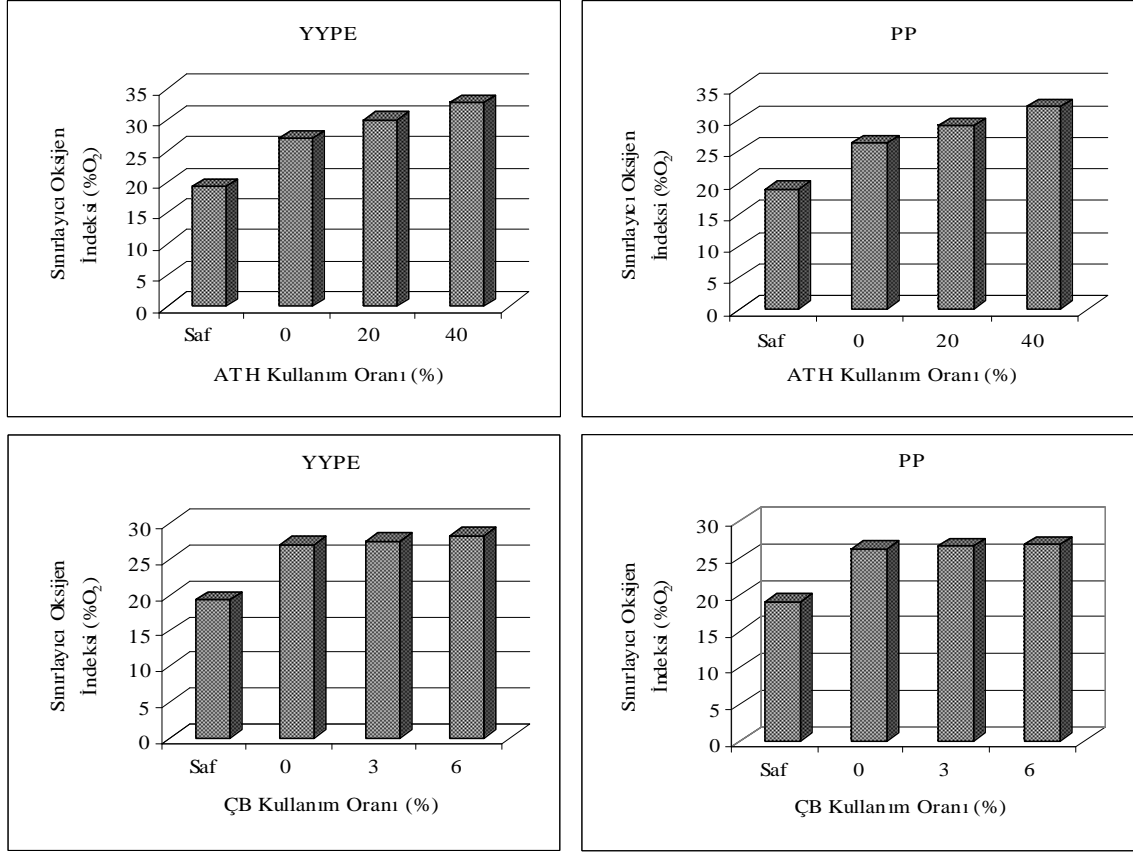 YYPE
Sınırlayıcı Oksijen
İndeksi (%O₂)
35
30
25
20
15
10
5
0
Saf 0 20 40
ATH Kullanım Oranı (%)
PP
Sınırlayıcı Oksijen
İndeksi (%O₂)
35
30
25
20
15
10
5
0
Saf 0 20 40
ATH Kullanım Oranı (%)
YYPE
Sınırlayıcı Oksijen
İndeksi (%O₂)
30
25
20
15
10
5
0
Saf 0 3 6
ÇB Kullanım Oranı (%)
PP
Sınırlayıcı Oksijen
İndeksi (%O₂)
30
25
20
15
10
5
0
Saf 0 3 6
ÇB Kullanım Oranı (%)